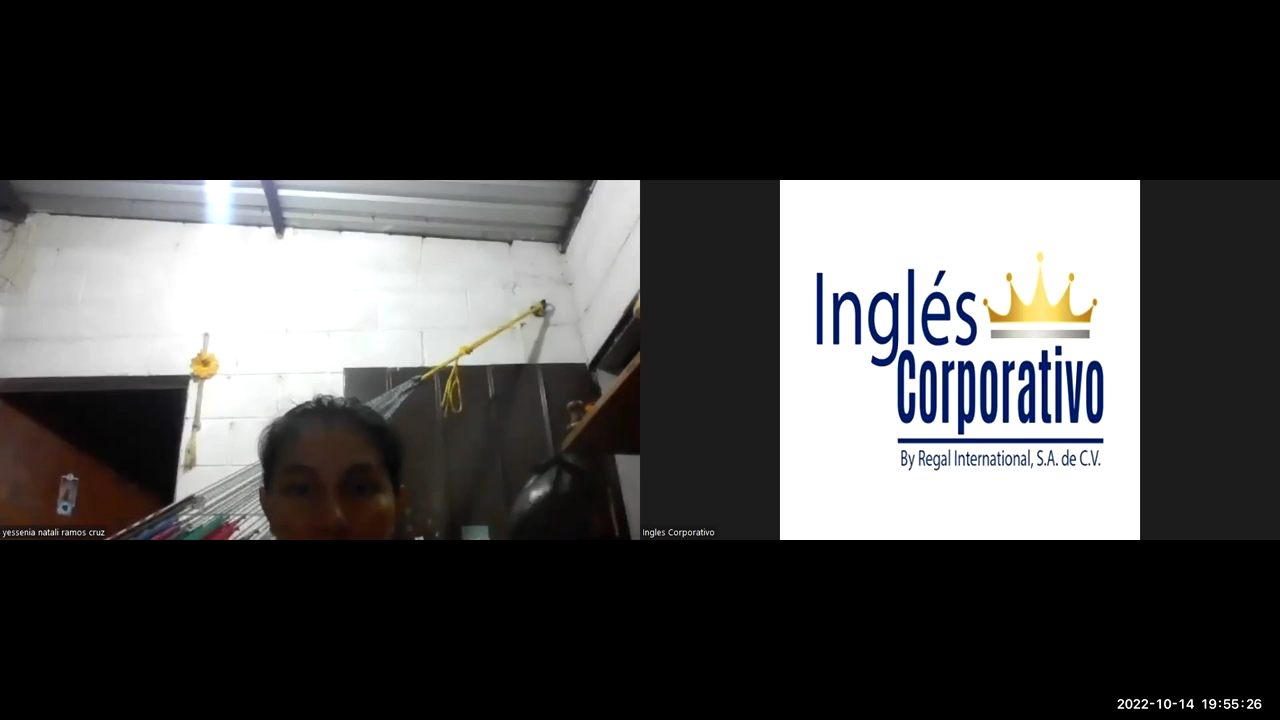 Inglés
Corporativo
By Regal International, S.A. de C.V.
yessenia natali ramos cruz
Ingles Corporativo
2022-10-14 19:55:26